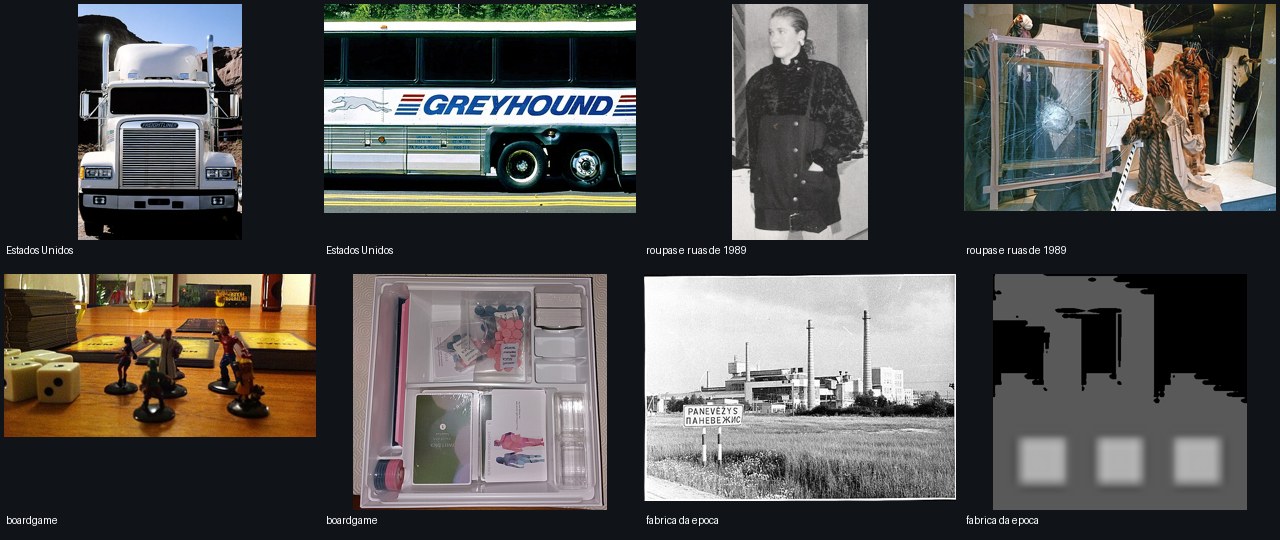 FREIGHTLINER
GREYHOUND
Estados Unidos
Estados Unidos
roupas e ruas de 1989
roupas e ruas de 1989
PANEVĖŽYS
ПАНЕВЕЖИС
boardgame
boardgame
fabrica da epoca
fabrica da epoca